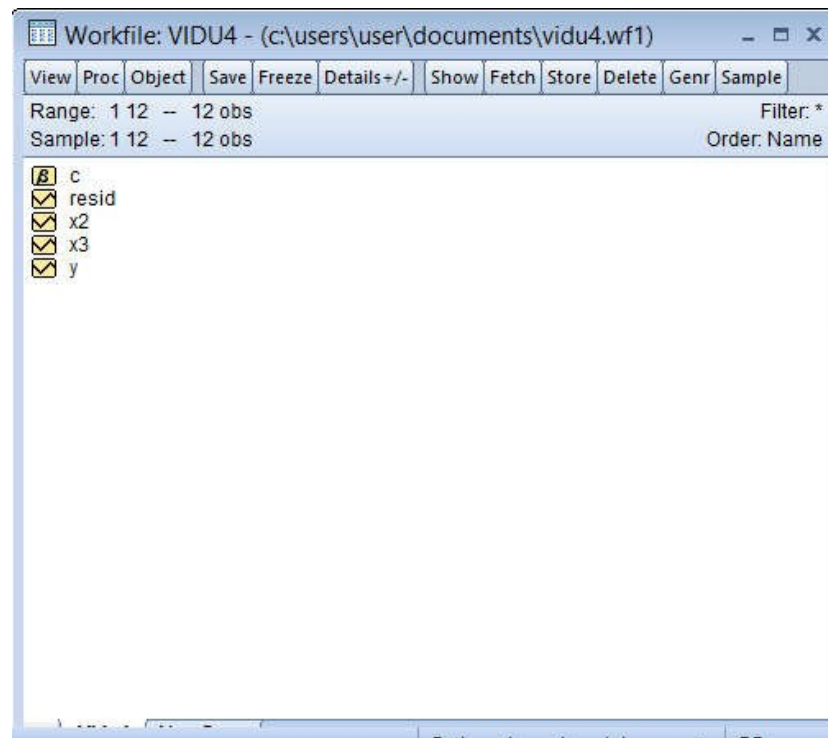 Workfile: VIDU4 - (c:\users\user\documents\vidu4.wf1)
View Proc Object Save Freeze Details+/- Show Fetch Store Delete Genr Sample
Range: 1 12 -- 12 obs Filter: *
Sample: 1 12 -- 12 obs Order: Name
β c
resid
x2
x3
y